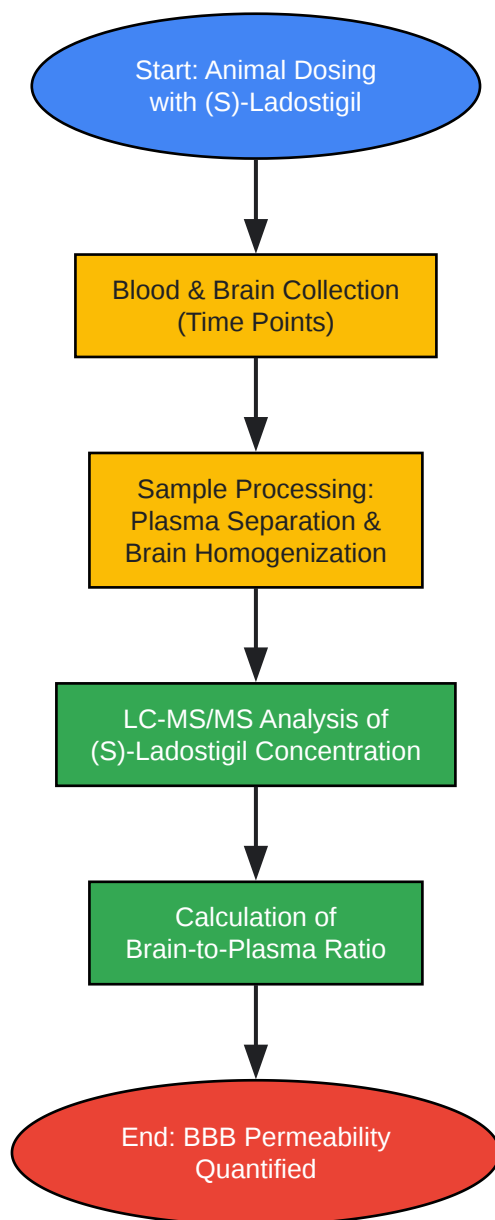 Start: Animal Dosing
with (S)-Ladostigil
Blood & Brain Collection
(Time Points)
Sample Processing:
Plasma Separation &
Brain Homogenization
LC-MS/MS Analysis of
(S)-Ladostigil Concentration
Calculation of
Brain-to-Plasma Ratio
End: BBB Permeability
Quantified